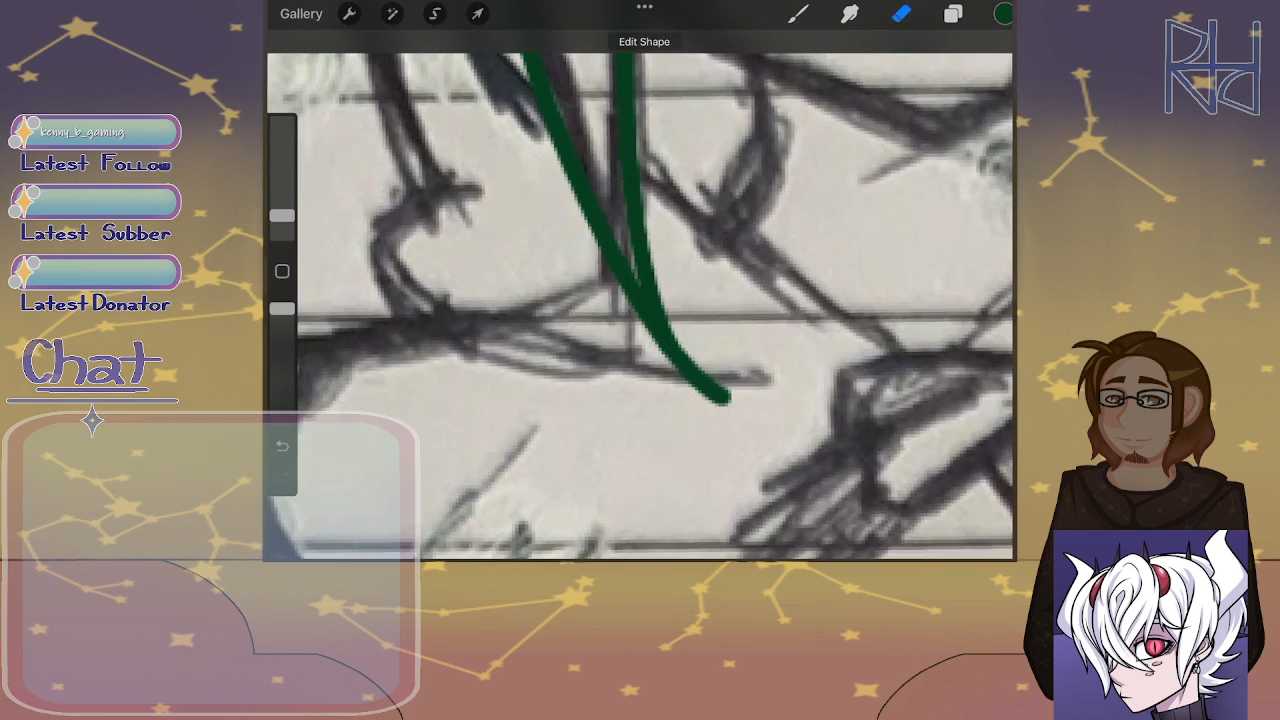 Gallery
Edit Shape
kenny_b_gaming
Latest Follow
Latest Subber
Latest Donator
Chat